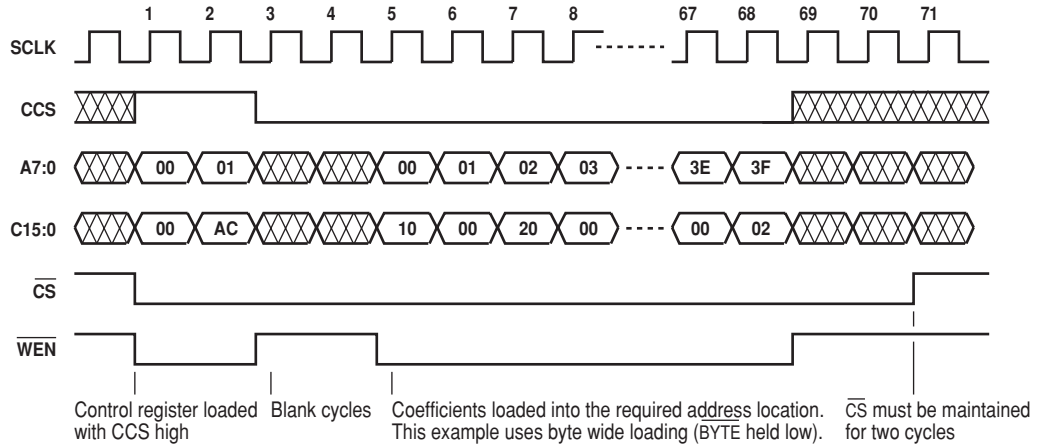 1 2 3 4 5 6 7 8 67 68 69 70 71
SCLK
CCS
A7:0 00 01 00 01 02 03 3E 3F
C15:0 00 AC 10 00 20 00 00 02
CS
WEN
Control register loaded
with CCS high
Blank cycles
Coefficients loaded into the required address location.
This example uses byte wide loading (BYTE held low).
CS must be maintained
for two cycles